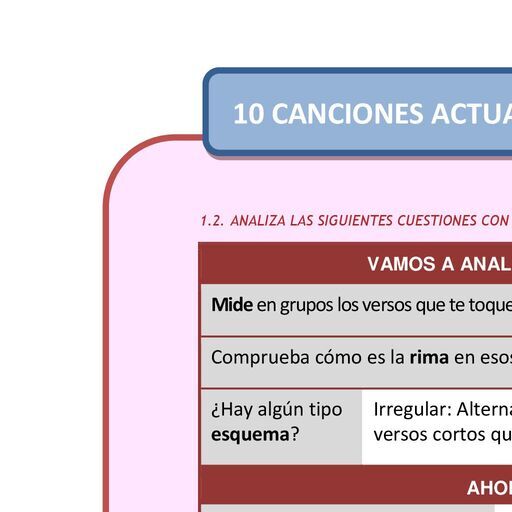 10 CANCIONES ACTUA
1.2. ANALIZA LAS SIGUIENTES CUESTIONES CON
VAMOS A ANAL
Mide en grupos los versos que te toque
Comprueba cómo es la rima en esos
¿Hay algún tipo
esquema?
Irregular: Alterna
versos cortos qu
AHO